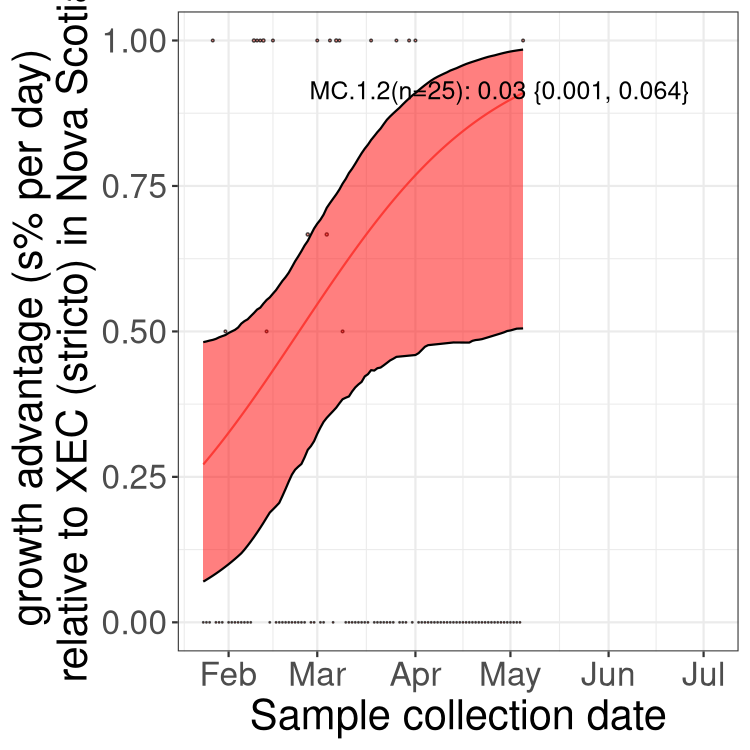 growth advantage (s% per day)
relative to XEC (stricto) in Nova Scotia
1.00
0.75
0.50
0.25
0.00
MC.1.2(n=25): 0.03 {0.001, 0.064}
Feb Mar Apr May Jun Jul
Sample collection date